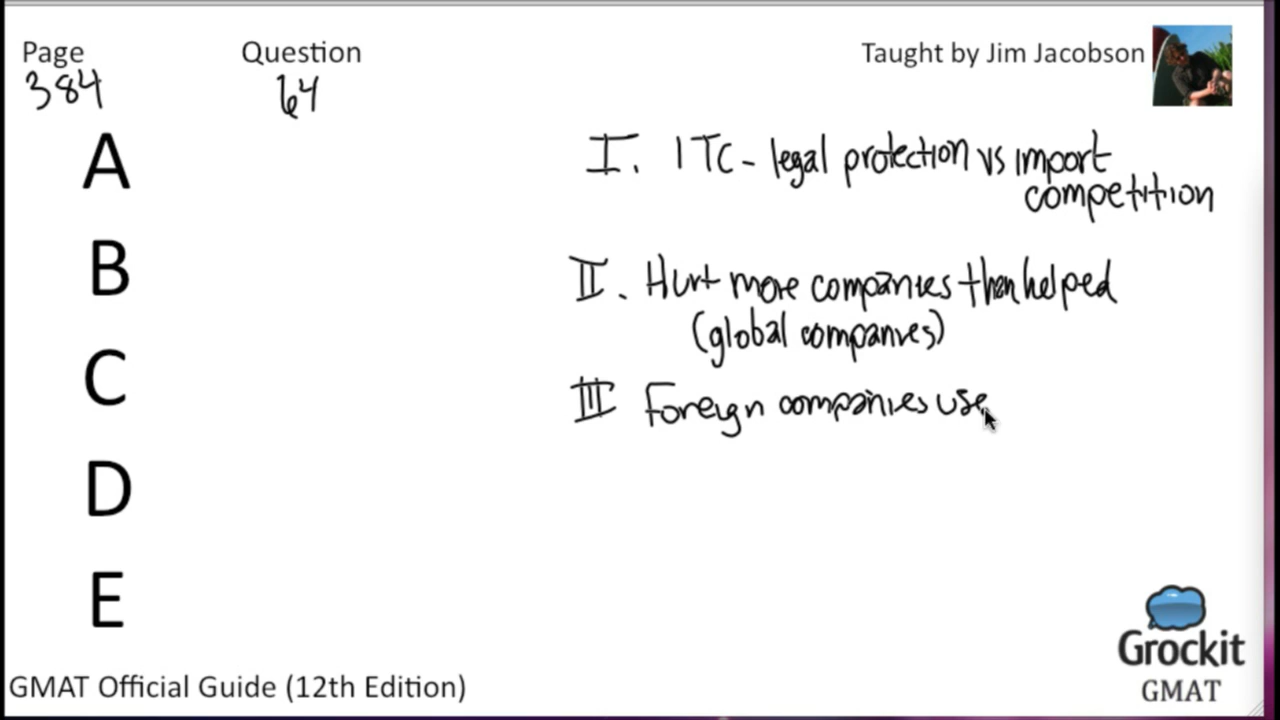 Page
Question
Taught by Jim Jacobson
384
64
A
I. ITC - legal protection vs import
competition
B
II. Hurt more companies than helped
(global companies)
C
III Foreign companies use
D
E
Grockit
GMAT
GMAT Official Guide (12th Edition)